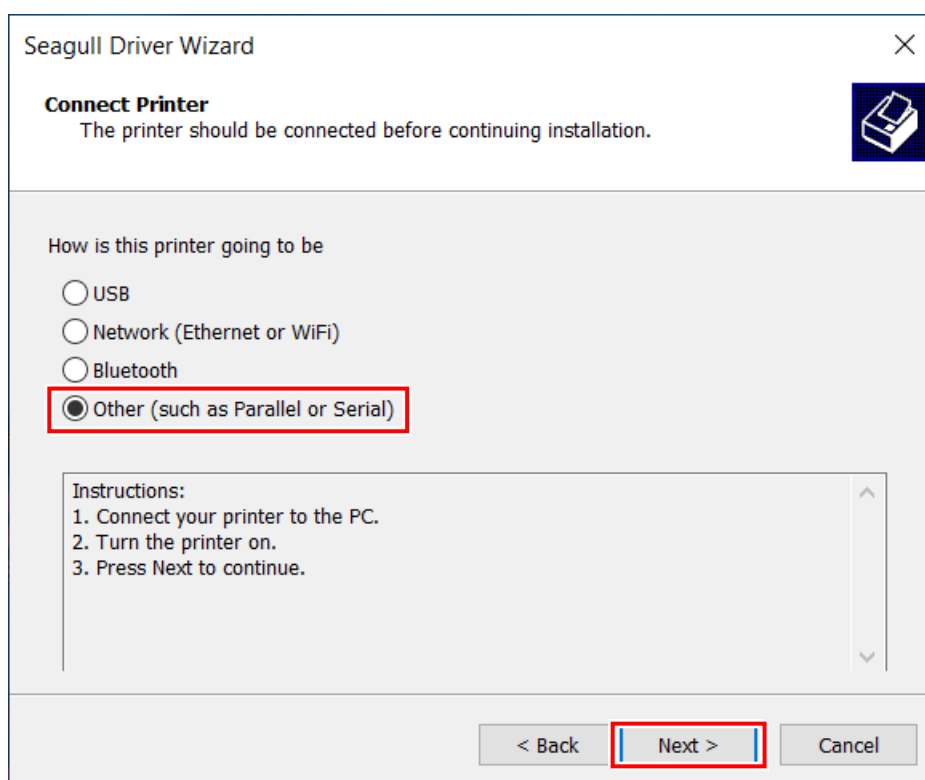 Seagull Driver Wizard
Connect Printer
The printer should be connected before continuing installation.
How is this printer going to be
USB
Network (Ethernet or WiFi)
Bluetooth
Other (such as Parallel or Serial)
Instructions:
1. Connect your printer to the PC.
2. Turn the printer on.
3. Press Next to continue.
< Back Next > Cancel